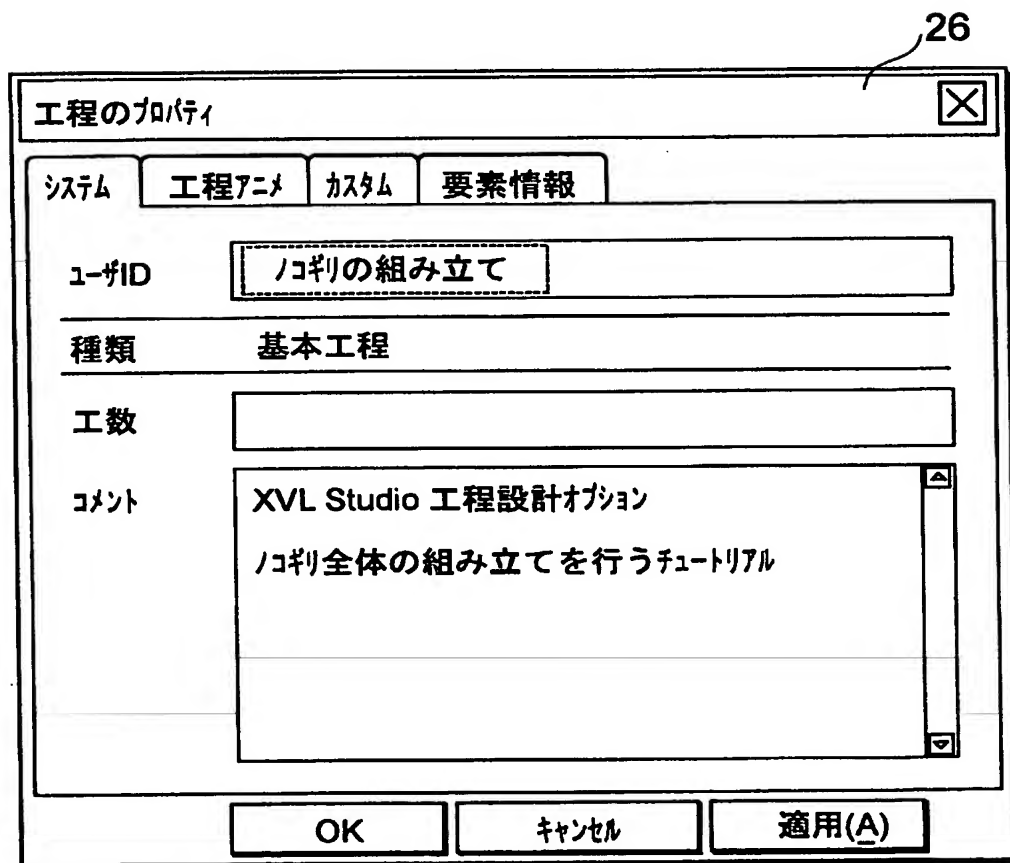 26
工程のﾌﾟﾛﾊﾟﾃｨ
ｼｽﾃﾑ 工程ｱﾆﾒ ｶｽﾀﾑ 要素情報
ﾕｰｻﾞID ﾉｺｷﾞﾘの組み立て
種類 基本工程
工数
ｺﾒﾝﾄ XVL Studio 工程設計ｵﾌﾟｼｮﾝ
ﾉｺｷﾞﾘ全体の組み立てを行うﾁｭｰﾄﾘｱﾙ
OK ｷｬﾝｾﾙ 適用(A)